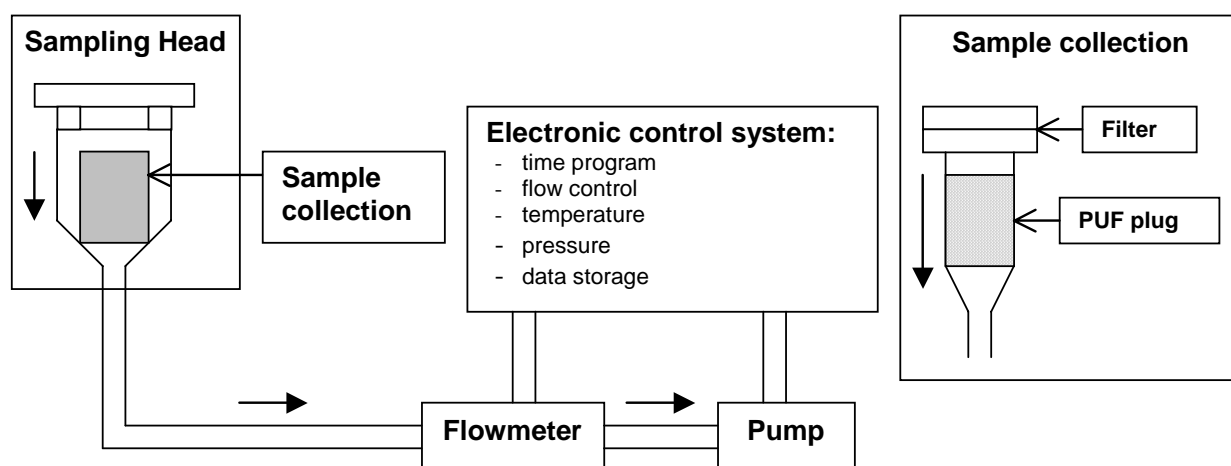 Sampling Head
Sample
collection
Electronic control system:
- time program
- flow control
- temperature
- pressure
- data storage
Flowmeter
Pump
Sample collection
Filter
PUF plug